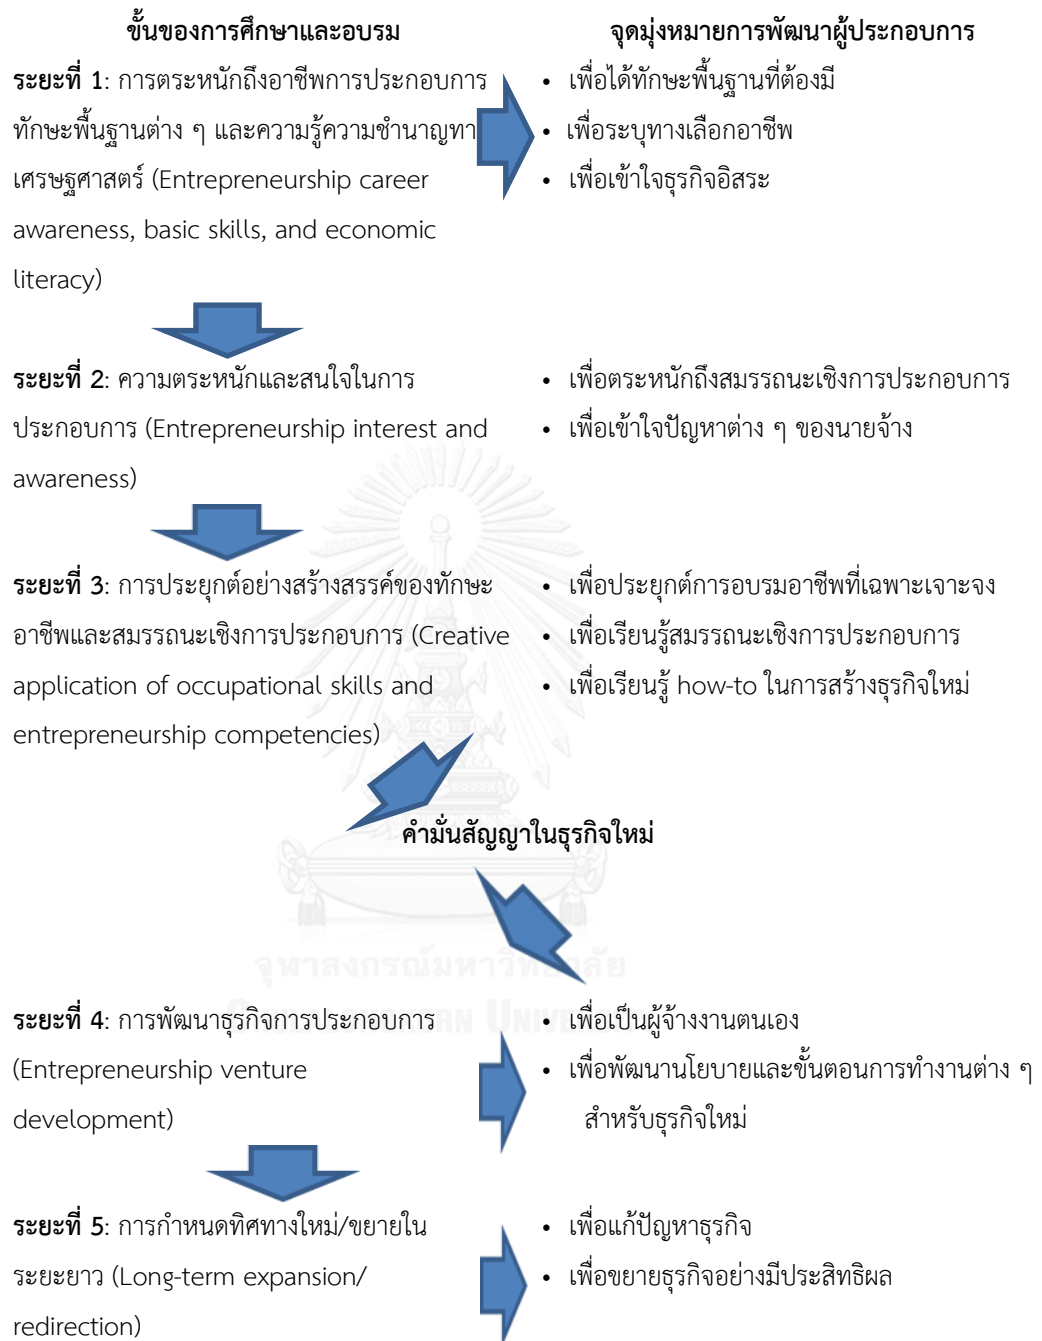 ขั้นของการศึกษาและอบรม
จุดมุ่งหมายการพัฒนาผู้ประกอบการ
ระยะที่ 1: การตระหนักถึงอาชีพการประกอบการ
ทักษะพื้นฐานต่าง ๆ และความรู้ความชำนาญทา
เศรษฐศาสตร์ (Entrepreneurship career
awareness, basic skills, and economic
literacy)
• เพื่อได้ทักษะพื้นฐานที่ต้องมี
• เพื่อระบุทางเลือกอาชีพ
• เพื่อเข้าใจธุรกิจอิสระ
ระยะที่ 2: ความตระหนักและสนใจในการ
ประกอบการ (Entrepreneurship interest and
awareness)
• เพื่อตระหนักถึงสมรรถนะเชิงการประกอบการ
• เพื่อเข้าใจปัญหาต่าง ๆ ของนายจ้าง
ระยะที่ 3: การประยุกต์อย่างสร้างสรรค์ของทักษะ
อาชีพและสมรรถนะเชิงการประกอบการ (Creative
application of occupational skills and
entrepreneurship competencies)
• เพื่อประยุกต์การอบรมอาชีพที่เฉพาะเจาะจง
• เพื่อเรียนรู้สมรรถนะเชิงการประกอบการ
• เพื่อเรียนรู้ how-to ในการสร้างธุรกิจใหม่
คำมั่นสัญญาในธุรกิจใหม่
จุฬาลงกรณ์มหาวิทยาลัย
ระยะที่ 4: การพัฒนาธุรกิจการประกอบการ
(Entrepreneurship venture
development)
• เพื่อเป็นผู้จ้างงานตนเอง
• เพื่อพัฒนานโยบายและขั้นตอนการทำงานต่าง ๆ
สำหรับธุรกิจใหม่
ระยะที่ 5: การกำหนดทิศทางใหม่/ขยายใน
ระยะยาว (Long-term expansion/
redirection)
• เพื่อแก้ปัญหาธุรกิจ
• เพื่อขยายธุรกิจอย่างมีประสิทธิผล